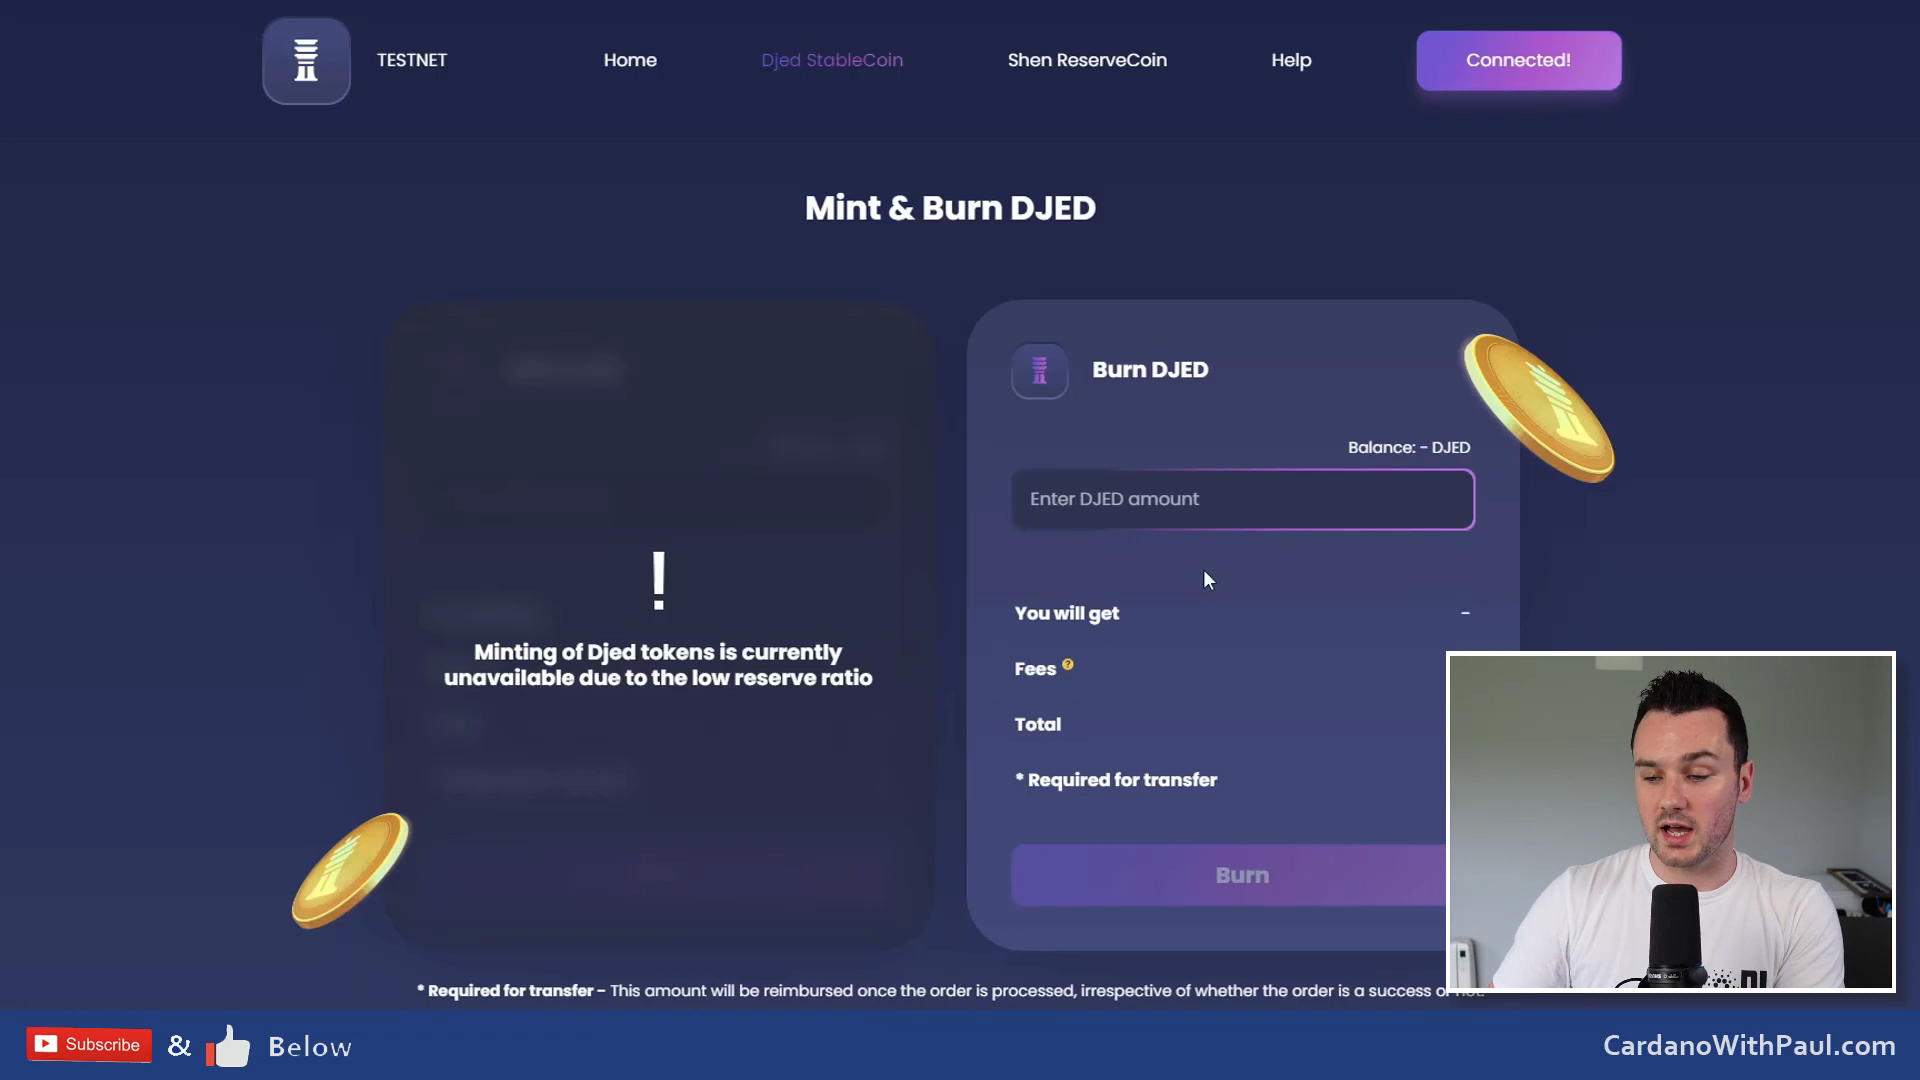 TESTNET
Home
Djed StableCoin
Shen ReserveCoin
Help
Connected!
Mint & Burn DJED
!
Minting of Djed tokens is currently
unavailable due to the low reserve ratio
Burn DJED
Balance: - DJED
Enter DJED amount
You will get -
Fees ?
Total
* Required for transfer
Burn
* Required for transfer - This amount will be reimbursed once the order is processed, irrespective of whether the order is a success or not.
Subscribe & Below
CardanoWithPaul.com